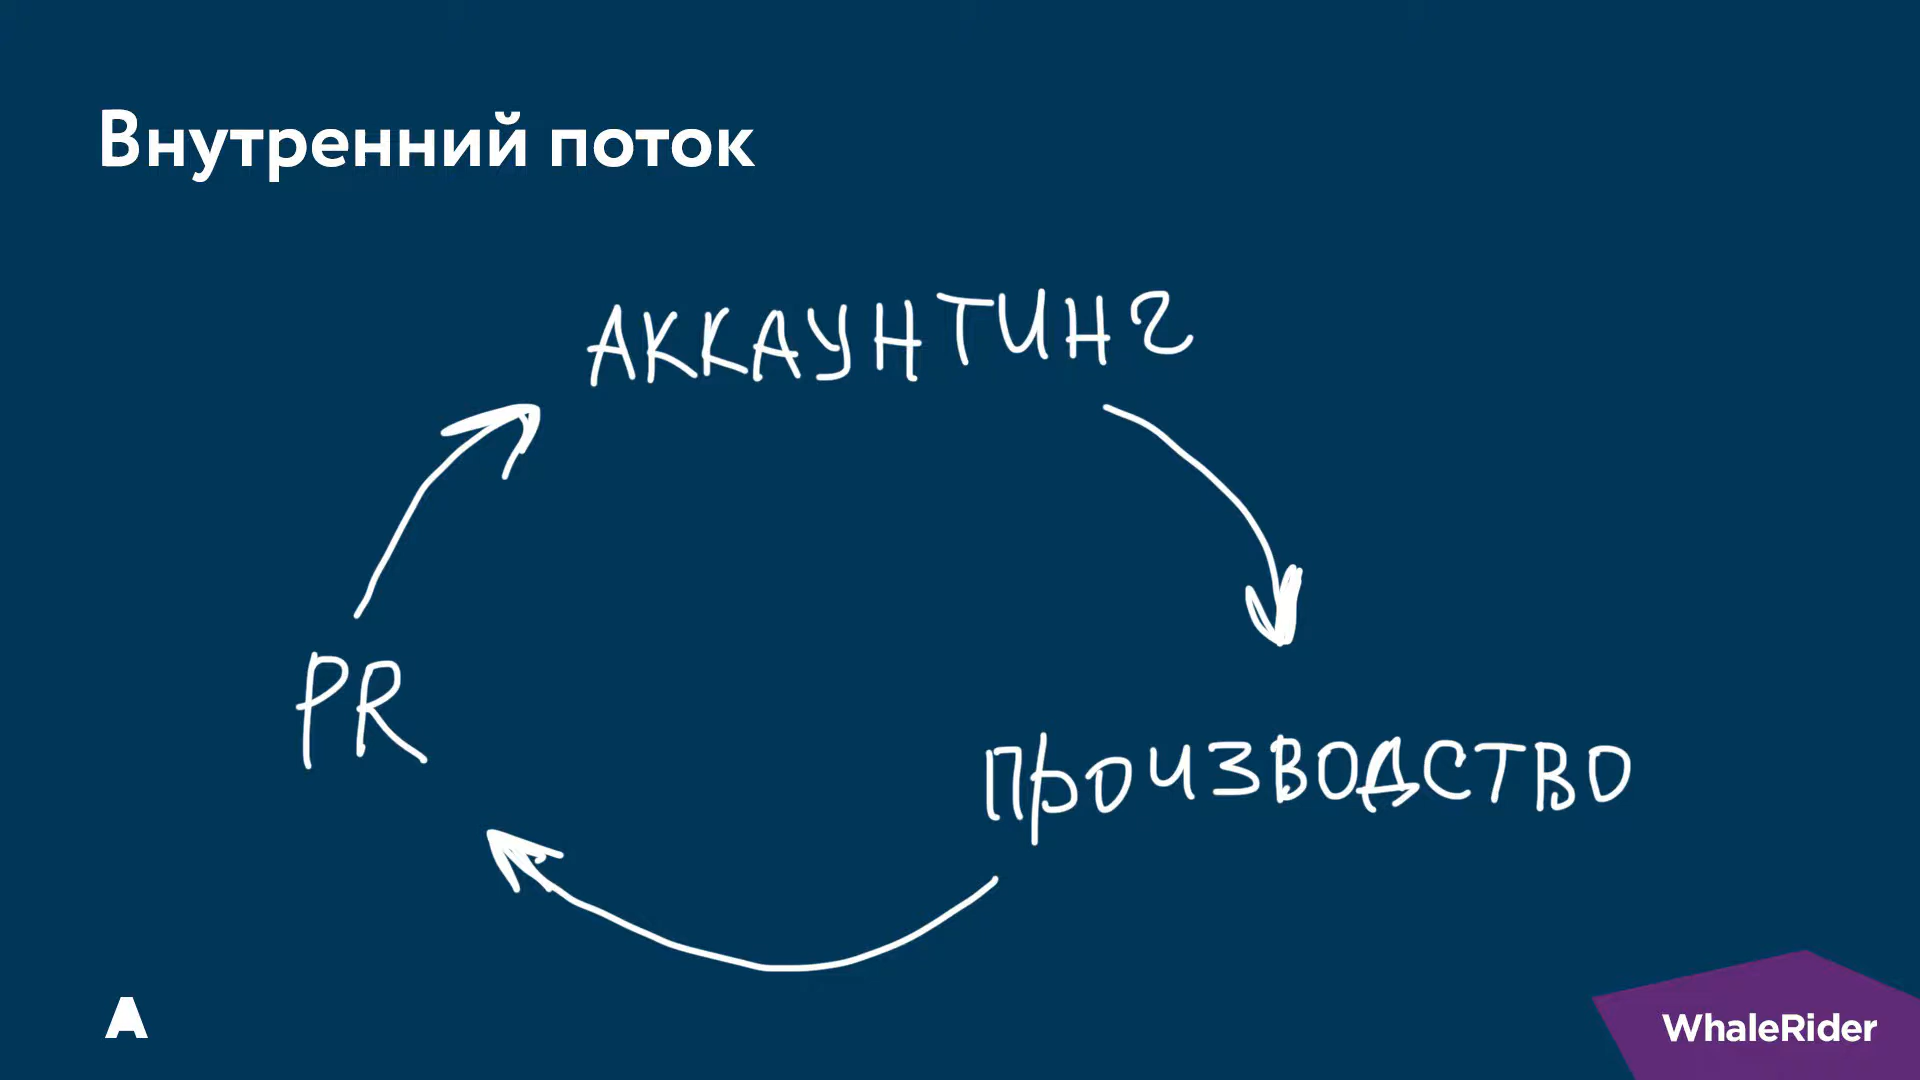 Внутренний поток
АККАУНТИНГ
PR
ПРОИЗВОДСТВО
А
WhaleRider